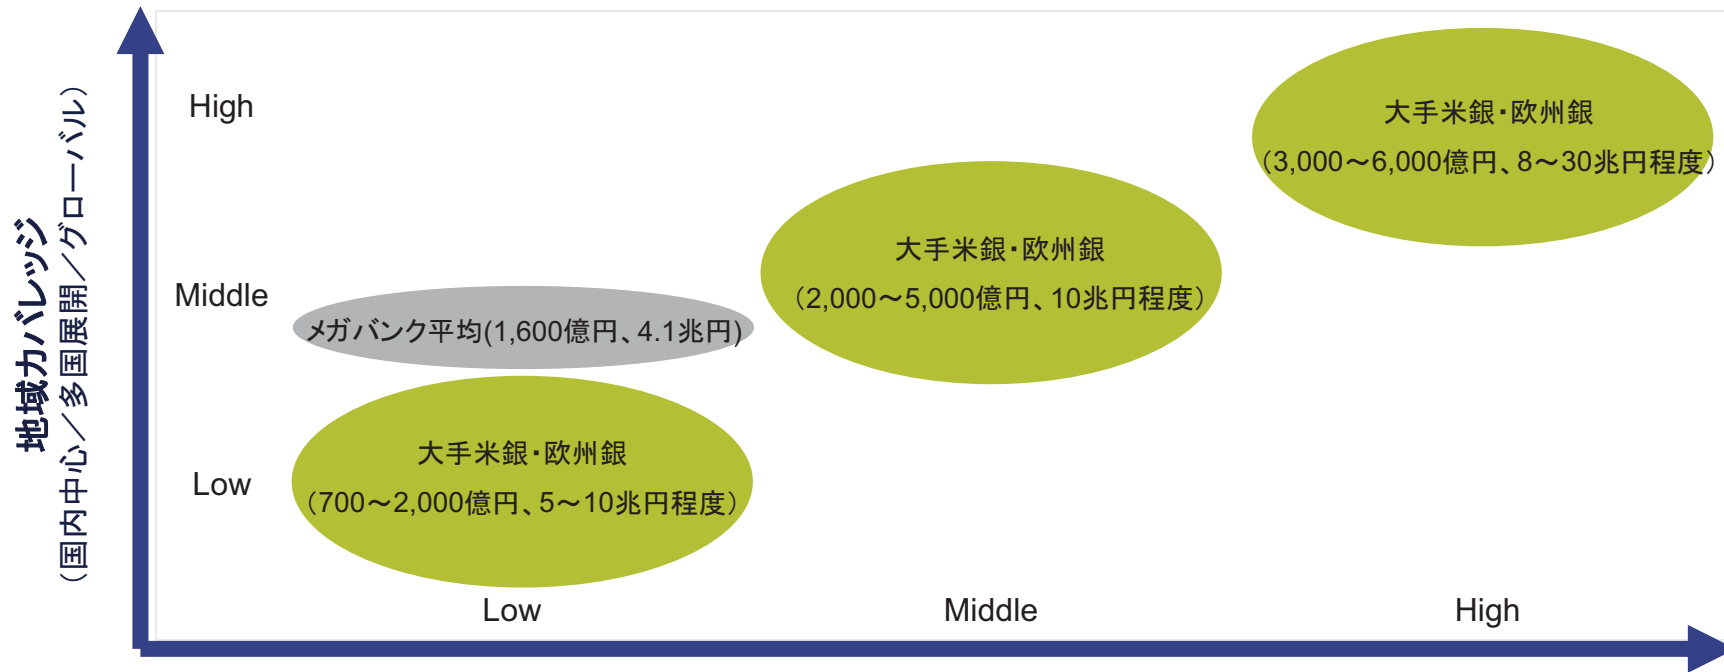 地域カバレッジ
（国内中心／多国展開／グローバル）
High
大手米銀・欧州銀
（3,000～6,000億円、8～30兆円程度）
大手米銀・欧州銀
（2,000～5,000億円、10兆円程度）
Middle
メガバンク平均(1,600億円、4.1兆円)
大手米銀・欧州銀
（700～2,000億円、5～10兆円程度）
Low
Low
Middle
High